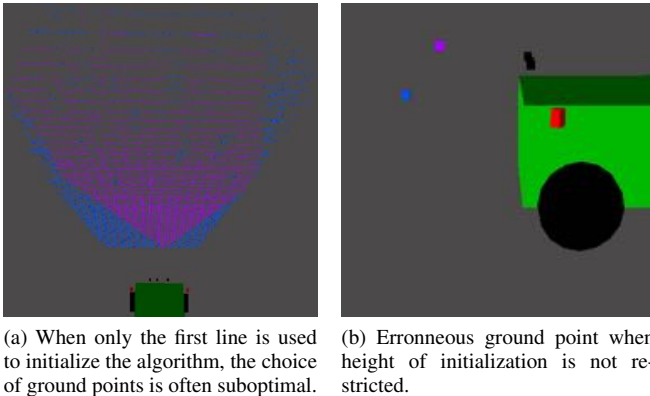 (a) When only the first line is used
to initialize the algorithm, the choice
of ground points is often suboptimal.
(b) Erronneous ground point when
height of initialization is not re-
stricted.